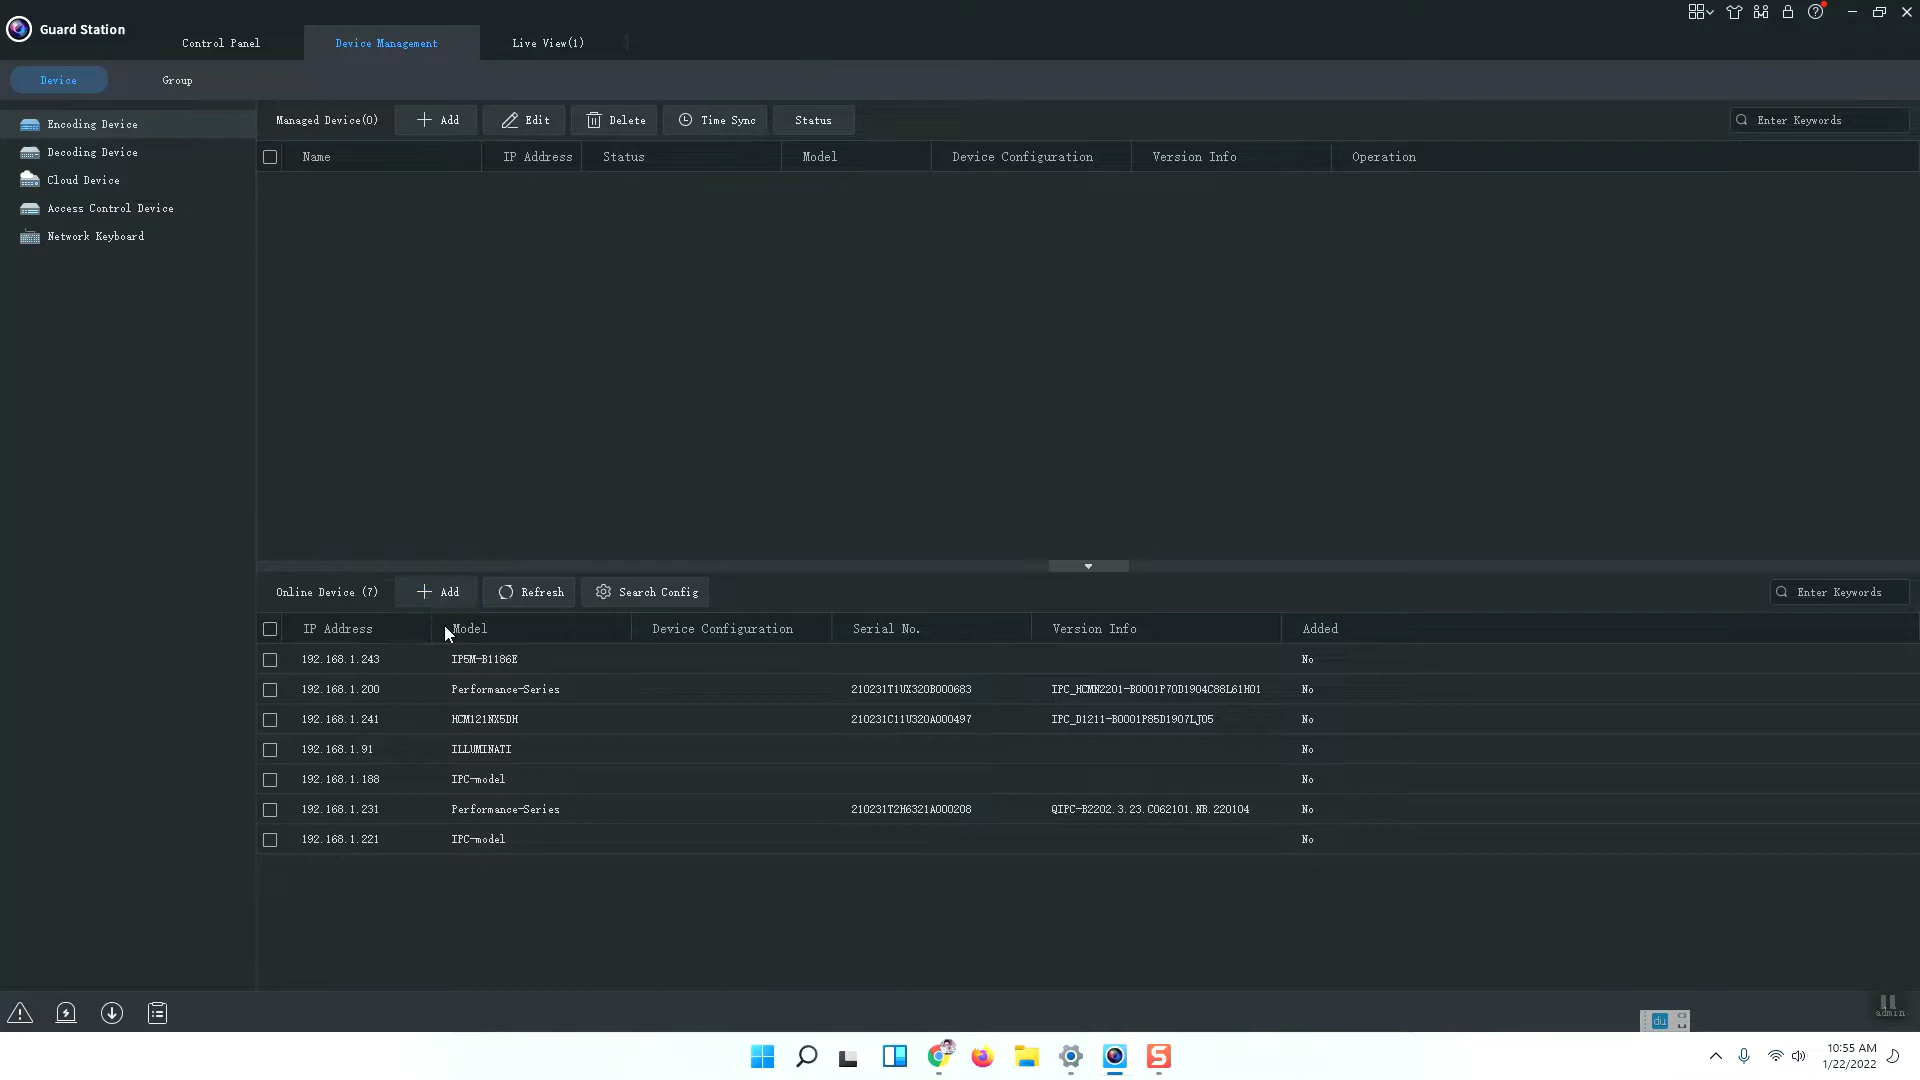 Guard Station
Control Panel
Device Management
Live View(1)
Device
Group
Encoding Device
Decoding Device
Cloud Device
Access Control Device
Network Keyboard
Managed Device(0)
Add
Edit
Delete
Time Sync
Status
Enter Keywords
Name IP Address Status Model Device Configuration Version Info Operation
Online Device (7)
Add
Refresh
Search Config
Enter Keywords
IP Address Model Device Configuration Serial No. Version Info Added
192.168.1.243 IP5M-B1186E No
192.168.1.200 Performance-Series 210231T1UX320B000683 IPC_HCMN2201-B0001P70D1904C88L61H01 No
192.168.1.241 HCM121NX5DH 210231C11U320A000497 IPC_D1211-B0001P85D1907LJ05 No
192.168.1.91 ILLUMINATI No
192.168.1.188 IPC-model No
192.168.1.231 Performance-Series 210231T2H6321A000208 QIPC-B2202.3.23.C062101.NB.220104 No
192.168.1.221 IPC-model No
admin
du
10:55 AM
1/22/2022